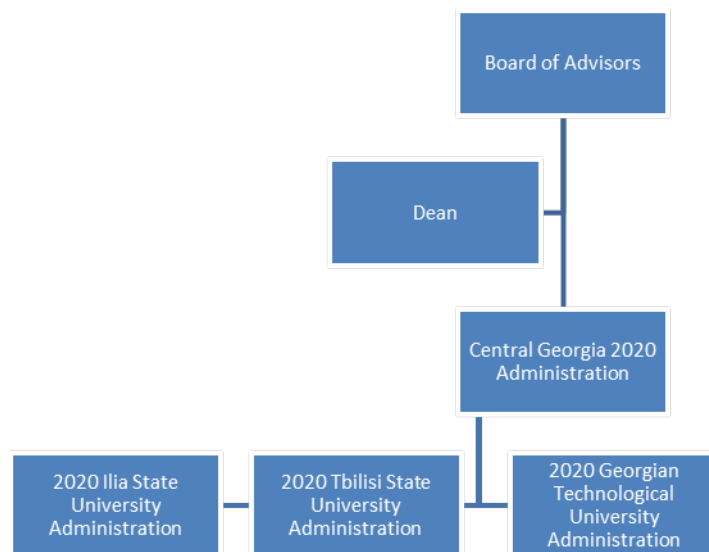 Board of Advisors
Dean
Central Georgia 2020
Administration
2020 Ilia State
University
Administration
2020 Tbilisi State
University
Administration
2020 Georgian
Technological
University
Administration